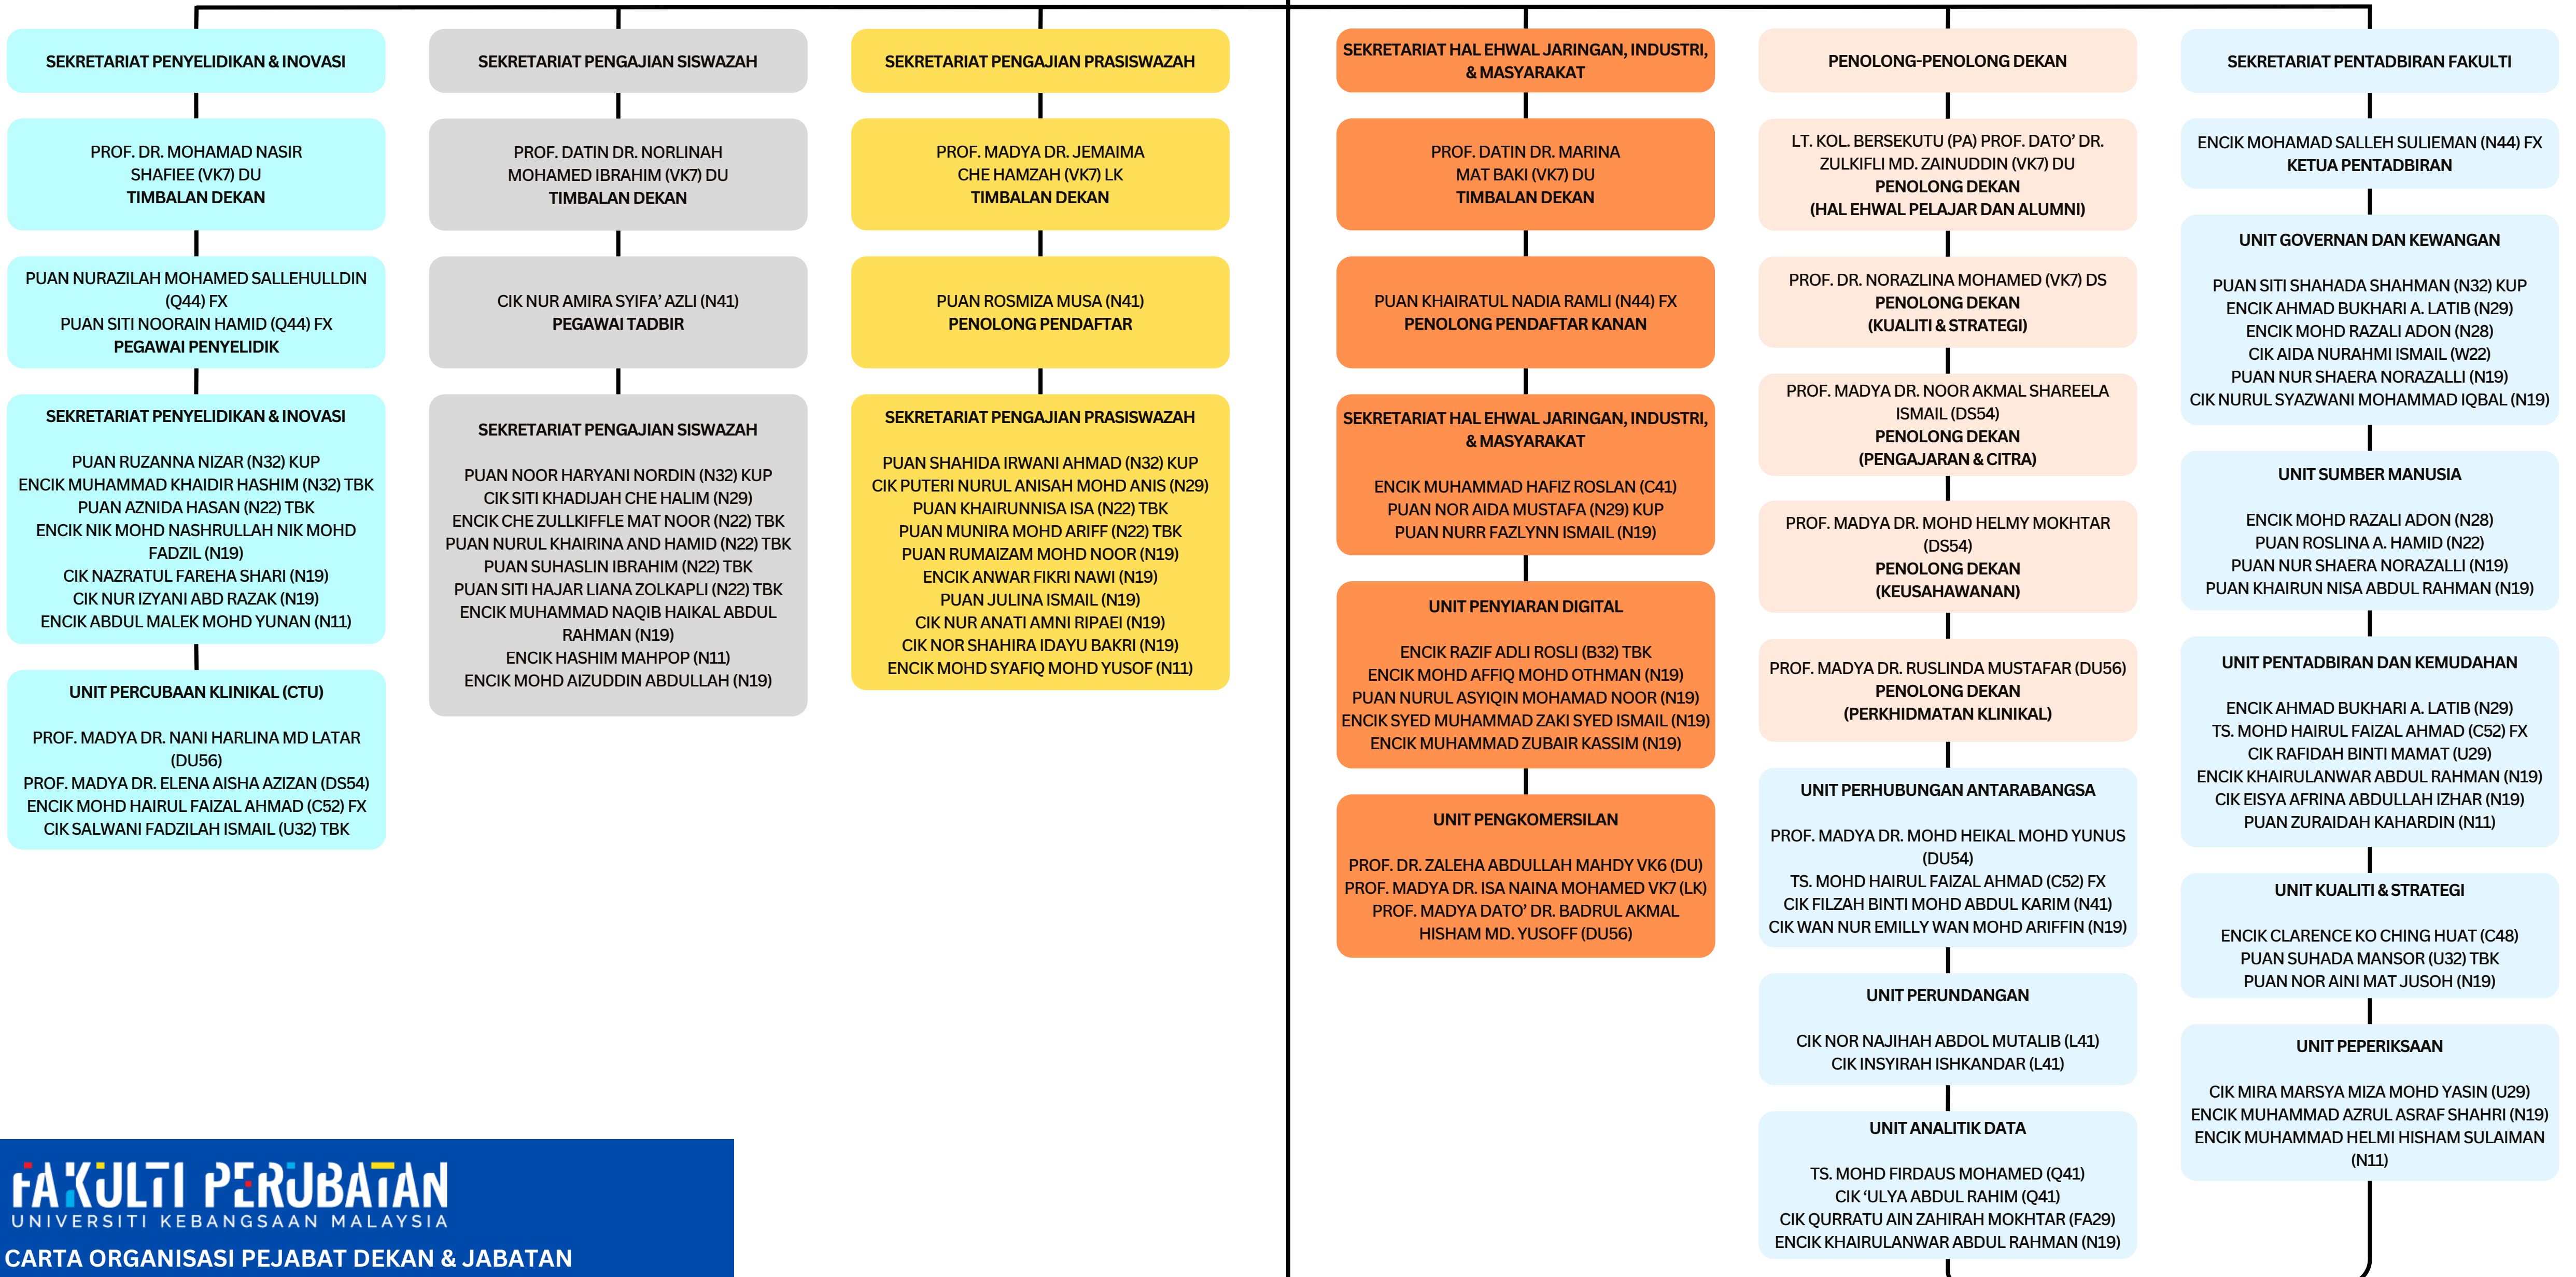 SEKRETARIAT PENYELIDIKAN & INOVASI
PROF. DR. MOHAMAD NASIR
SHAFIEE (VK7) DU
TIMBALAN DEKAN
PUAN NURAZILAH MOHAMED SALLEHULLDIN
(Q44) FX
PUAN SITI NOORAIN HAMID (Q44) FX
PEGAWAI PENYELIDIK
SEKRETARIAT PENYELIDIKAN & INOVASI
PUAN RUZANNA NIZAR (N32) KUP
ENCIK MUHAMMAD KHAIDIR HASHIM (N32) TBK
PUAN AZNIDA HASAN (N22) TBK
ENCIK NIK MOHD NASHRULLAH NIK MOHD
FADZIL (N19)
CIK NAZRATUL FAREHA SHARI (N19)
CIK NUR IZYANI ABD RAZAK (N19)
ENCIK ABDUL MALEK MOHD YUNAN (N11)
UNIT PERCUBAAN KLINIKAL (CTU)
PROF. MADYA DR. NANI HARLINA MD LATAR
(DU56)
PROF. MADYA DR. ELENA AISHA AZIZAN (DS54)
ENCIK MOHD HAIRUL FAIZAL AHMAD (C52) FX
CIK SALWANI FADZILAH ISMAIL (U32) TBK
SEKRETARIAT PENGAJIAN SISWAZAH
PROF. DATIN DR. NORLINAH
MOHAMED IBRAHIM (VK7) DU
TIMBALAN DEKAN
CIK NUR AMIRA SYIFA’ AZLI (N41)
PEGAWAI TADBIR
SEKRETARIAT PENGAJIAN SISWAZAH
PUAN NOOR HARYANI NORDIN (N32) KUP
CIK SITI KHADIJAH CHE HALIM (N29)
ENCIK CHE ZULLKIFFLE MAT NOOR (N22) TBK
PUAN NURUL KHAIRINA AND HAMID (N22) TBK
PUAN SUHASLIN IBRAHIM (N22) TBK
PUAN SITI HAJAR LIANA ZOLKAPLI (N22) TBK
ENCIK MUHAMMAD NAQIB HAIKAL ABDUL
RAHMAN (N19)
ENCIK HASHIM MAHPOP (N11)
ENCIK MOHD AIZUDDIN ABDULLAH (N19)
SEKRETARIAT PENGAJIAN PRASISWAZAH
PROF. MADYA DR. JEMAIMA
CHE HAMZAH (VK7) LK
TIMBALAN DEKAN
PUAN ROSMIZA MUSA (N41)
PENOLONG PENDAFTAR
SEKRETARIAT PENGAJIAN PRASISWAZAH
PUAN SHAHIDA IRWANI AHMAD (N32) KUP
CIK PUTERI NURUL ANISAH MOHD ANIS (N29)
PUAN KHAIRUNNISA ISA (N22) TBK
PUAN MUNIRA MOHD ARIFF (N22) TBK
PUAN RUMAIZAM MOHD NOOR (N19)
ENCIK ANWAR FIKRI NAWI (N19)
PUAN JULINA ISMAIL (N19)
CIK NUR ANATI AMNI RIPAEI (N19)
CIK NOR SHAHIRA IDAYU BAKRI (N19)
ENCIK MOHD SYAFIQ MOHD YUSOF (N11)
SEKRETARIAT HAL EHWAL JARINGAN, INDUSTRI,
& MASYARAKAT
PROF. DATIN DR. MARINA
MAT BAKI (VK7) DU
TIMBALAN DEKAN
PUAN KHAIRATUL NADIA RAMLI (N44) FX
PENOLONG PENDAFTAR KANAN
SEKRETARIAT HAL EHWAL JARINGAN, INDUSTRI,
& MASYARAKAT
ENCIK MUHAMMAD HAFIZ ROSLAN (C41)
PUAN NOR AIDA MUSTAFA (N29) KUP
PUAN NURR FAZLYNN ISMAIL (N19)
UNIT PENYIARAN DIGITAL
ENCIK RAZIF ADLI ROSLI (B32) TBK
ENCIK MOHD AFFIQ MOHD OTHMAN (N19)
PUAN NURUL ASYIQIN MOHAMAD NOOR (N19)
ENCIK SYED MUHAMMAD ZAKI SYED ISMAIL (N19)
ENCIK MUHAMMAD ZUBAIR KASSIM (N19)
UNIT PENGKOMERSILAN
PROF. DR. ZALEHA ABDULLAH MAHDY VK6 (DU)
PROF. MADYA DR. ISA NAINA MOHAMED VK7 (LK)
PROF. MADYA DATO’ DR. BADRUL AKMAL
HISHAM MD. YUSOFF (DU56)
PENOLONG-PENOLONG DEKAN
LT. KOL. BERSEKUTU (PA) PROF. DATO’ DR.
ZULKIFLI MD. ZAINUDDIN (VK7) DU
PENOLONG DEKAN
(HAL EHWAL PELAJAR DAN ALUMNI)
PROF. DR. NORAZLINA MOHAMED (VK7) DS
PENOLONG DEKAN
(KUALITI & STRATEGI)
PROF. MADYA DR. NOOR AKMAL SHAREELA
ISMAIL (DS54)
PENOLONG DEKAN
(PENGAJARAN & CITRA)
PROF. MADYA DR. MOHD HELMY MOKHTAR
(DS54)
PENOLONG DEKAN
(KEUSAHAWANAN)
PROF. MADYA DR. RUSLINDA MUSTAFAR (DU56)
PENOLONG DEKAN
(PERKHIDMATAN KLINIKAL)
UNIT PERHUBUNGAN ANTARABANGSA
PROF. MADYA DR. MOHD HEIKAL MOHD YUNUS
(DU54)
TS. MOHD HAIRUL FAIZAL AHMAD (C52) FX
CIK FILZAH BINTI MOHD ABDUL KARIM (N41)
CIK WAN NUR EMILLY WAN MOHD ARIFFIN (N19)
UNIT PERUNDANGAN
CIK NOR NAJIHAH ABDOL MUTALIB (L41)
CIK INSYIRAH ISHKANDAR (L41)
UNIT ANALITIK DATA
TS. MOHD FIRDAUS MOHAMED (Q41)
CIK ‘ULYA ABDUL RAHIM (Q41)
CIK QURRATU AIN ZAHIRAH MOKHTAR (FA29)
ENCIK KHAIRULANWAR ABDUL RAHMAN (N19)
SEKRETARIAT PENTADBIRAN FAKULTI
ENCIK MOHAMAD SALLEH SULIEMAN (N44) FX
KETUA PENTADBIRAN
UNIT GOVERNAN DAN KEWANGAN
PUAN SITI SHAHADA SHAHMAN (N32) KUP
ENCIK AHMAD BUKHARI A. LATIB (N29)
ENCIK MOHD RAZALI ADON (N28)
CIK AIDA NURAHMI ISMAIL (W22)
PUAN NUR SHAERA NORAZALLI (N19)
CIK NURUL SYAZWANI MOHAMMAD IQBAL (N19)
UNIT SUMBER MANUSIA
ENCIK MOHD RAZALI ADON (N28)
PUAN ROSLINA A. HAMID (N22)
PUAN NUR SHAERA NORAZALLI (N19)
PUAN KHAIRUN NISA ABDUL RAHMAN (N19)
UNIT PENTADBIRAN DAN KEMUDAHAN
ENCIK AHMAD BUKHARI A. LATIB (N29)
TS. MOHD HAIRUL FAIZAL AHMAD (C52) FX
CIK RAFIDAH BINTI MAMAT (U29)
ENCIK KHAIRULANWAR ABDUL RAHMAN (N19)
CIK EISYA AFRINA ABDULLAH IZHAR (N19)
PUAN ZURAIDAH KAHARDIN (N11)
UNIT KUALITI & STRATEGI
ENCIK CLARENCE KO CHING HUAT (C48)
PUAN SUHADA MANSOR (U32) TBK
PUAN NOR AINI MAT JUSOH (N19)
UNIT PEPERIKSAAN
CIK MIRA MARSYA MIZA MOHD YASIN (U29)
ENCIK MUHAMMAD AZRUL ASRAF SHAHRI (N19)
ENCIK MUHAMMAD HELMI HISHAM SULAIMAN
(N11)
FAKULTI PERUBATAN
UNIVERSITI KEBANGSAAN MALAYSIA
CARTA ORGANISASI PEJABAT DEKAN & JABATAN